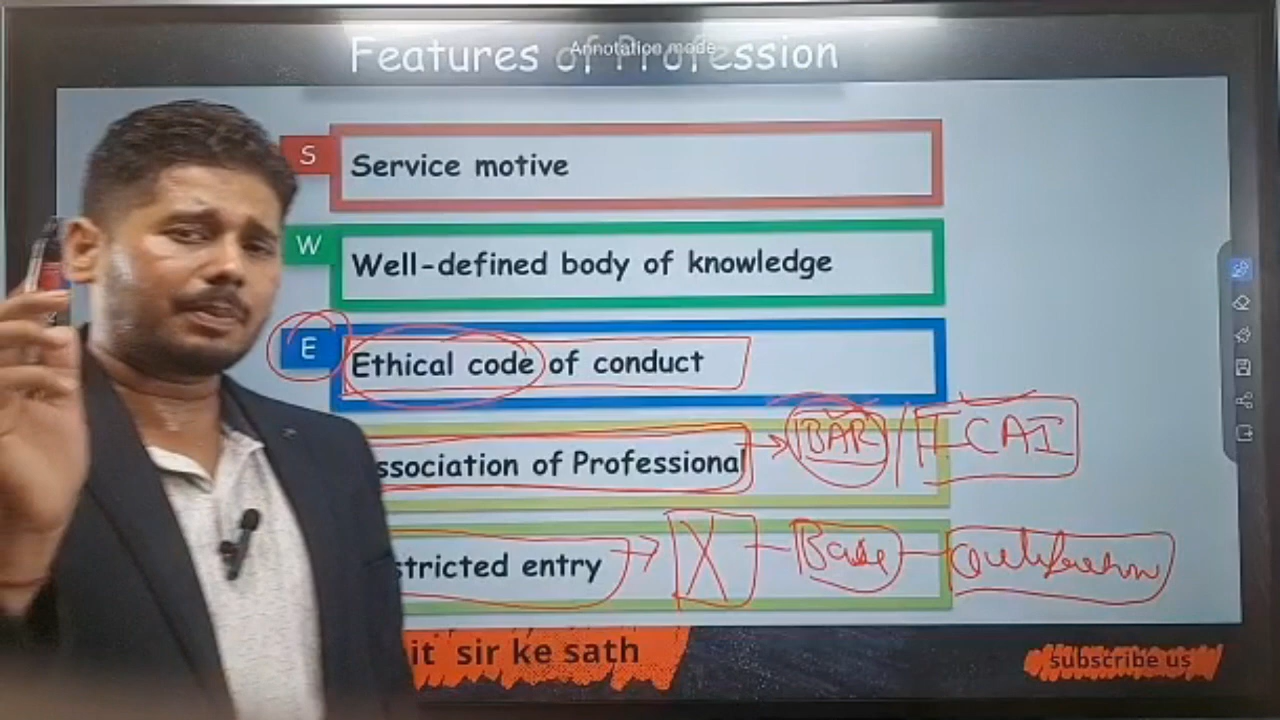 Features of Profession
Annotation mode
S
Service motive
W
Well-defined body of knowledge
E
Ethical code of conduct
ssociation of Professional
BAR / ICAI
stricted entry
X Base
it sir ke sath
subscribe us